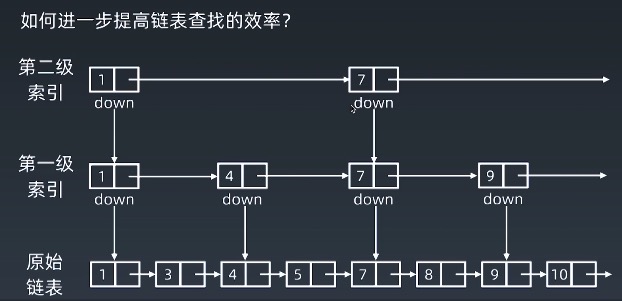 如何进一步提高链表查找的效率？
第二级
索引
1 7
down down
第一级
索引
1 4 7 9
down down down down
原始
链表
1 3 4 5 7 8 9 10